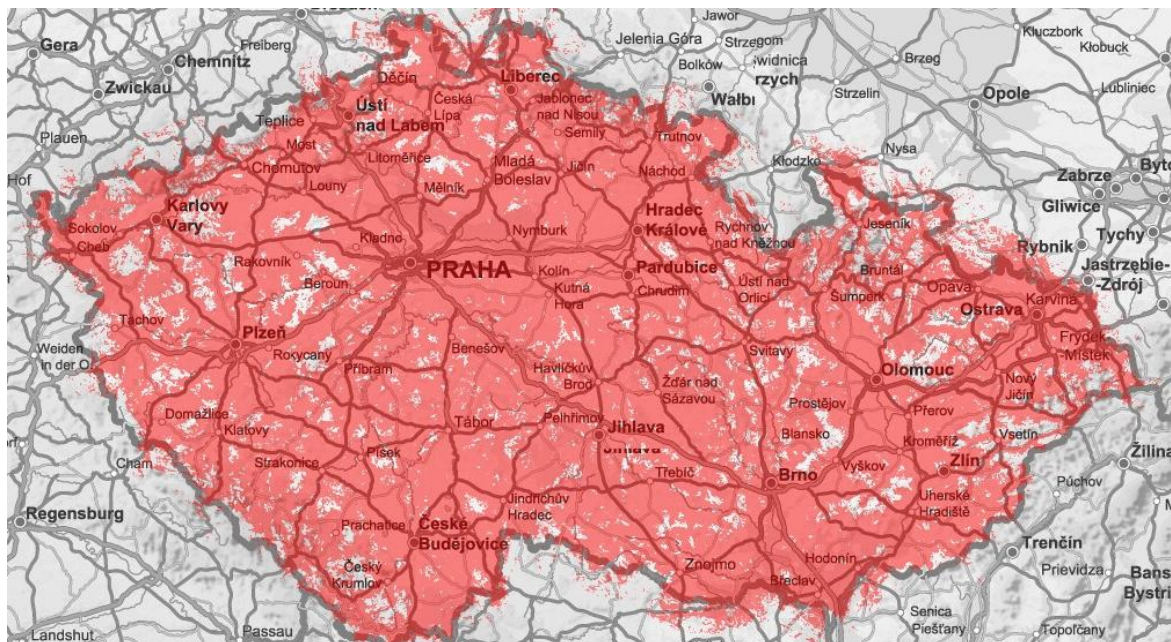 Jawor
Kluczbork
Gera
Freiberg
Jelenia Góra
Strzegom
Kłobuck
Chemnitz
Bolków
Brzeg
Zwickau
Děčín
Liberec
Lubliniec
Ústí
nad Labem
Česká
Lípa
Jablonec
nad Nisou
Strzelin
Opole
Teplice
Plauen
Most
Semily
Trutnov
Chomutov
Litoměřice
Mladá
Boleslav
Jičín
Náchod
Kłodzko
Nysa
Hof
Louny
Mělník
Zabrze
Gliwice
Karlovy
Vary
Hradec
Králové
Jeseník
Sokolov
Cheb
Kladno
Nymburk
Rychnov
nad Kněžnou
Tychy
Rybnik
Rakovník
PRAHA
Kolín
Pardubice
Bruntál
Jastrzębie-
-Zdrój
Beroun
Kutná
Hora
Chrudim
Ústí nad
Orlicí
Šumperk
Opava
Karviná
Ostrava
Tachov
Plzeň
Frýdek
Místek
Weiden
in der O.
Rokycany
Benešov
Svitavy
Příbram
Havlíčkův
Brod
Žďár nad
Sázavou
Olomouc
Nový
Jičín
Domažlice
Klatovy
Tábor
Pelhřimov
Prostějov
Přerov
Jihlava
Blansko
Kroměříž
Vsetín
Cham
Strakonice
Písek
Třebíč
Brno
Vyškov
Zlín
Žilina
Púchov
Regensburg
Jindřichův
Hradec
Uherské
Hradiště
Prachatice
České
Budějovice
Trenčín
Český
Krumlov
Znojmo
Hodonín
Prievidza
Břeclav
Senica
Landshut
Passau
Piešťany
Topoľčany